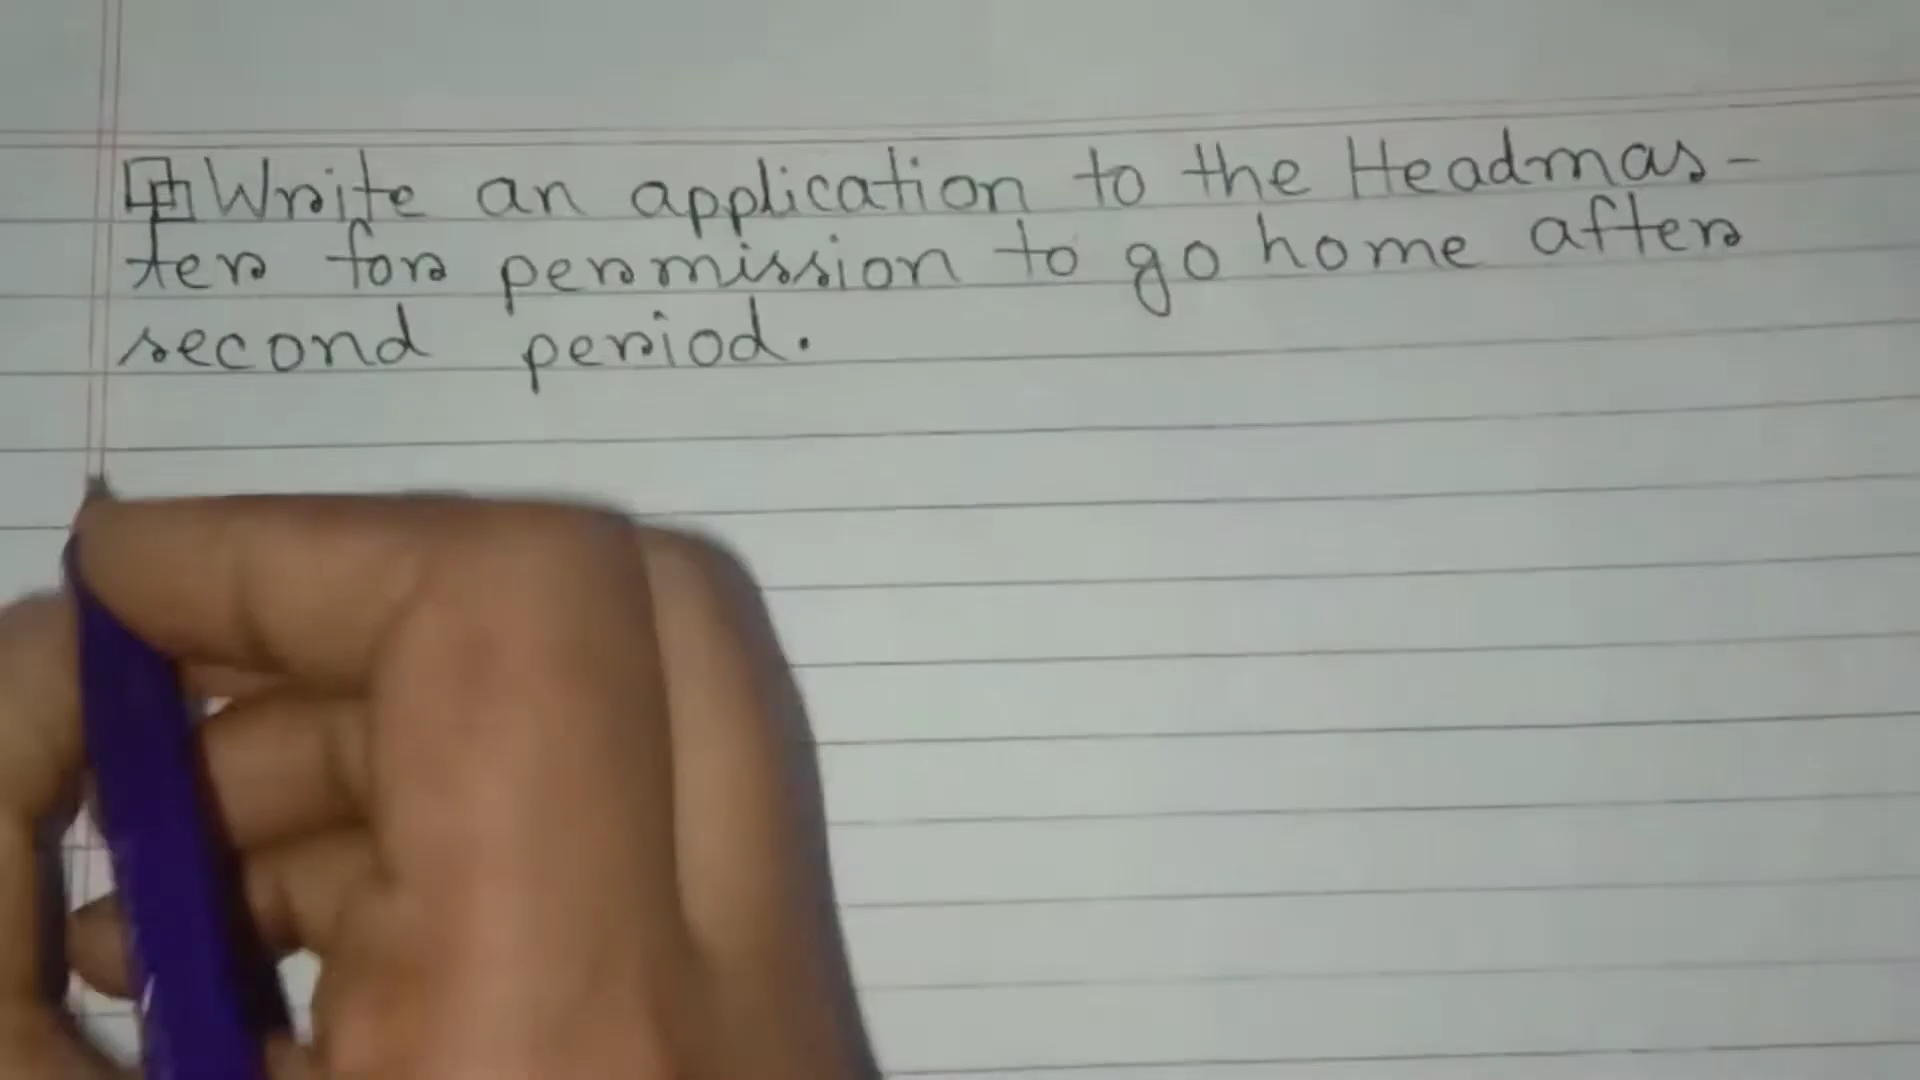 Write an application to the Headmas-
ter for permission to go home after
second period.